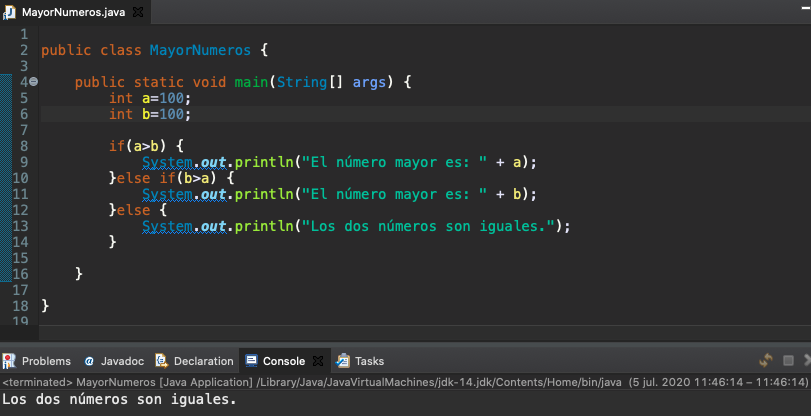 MayorNumeros.java
1
2 public class MayorNumeros {
3
4 public static void main(String[] args) {
5 int a=100;
6 int b=100;
7
8 if(a>b) {
9 System.out.println("El número mayor es: " + a);
10 }else if(b>a) {
11 System.out.println("El número mayor es: " + b);
12 }else {
13 System.out.println("Los dos números son iguales.");
14 }
15
16 }
17
18 }
19
Problems Javadoc Declaration Console Tasks
<terminated> MayorNumeros [Java Application] /Library/Java/JavaVirtualMachines/jdk-14.jdk/Contents/Home/bin/java (5 jul. 2020 11:46:14 – 11:46:14)
Los dos números son iguales.